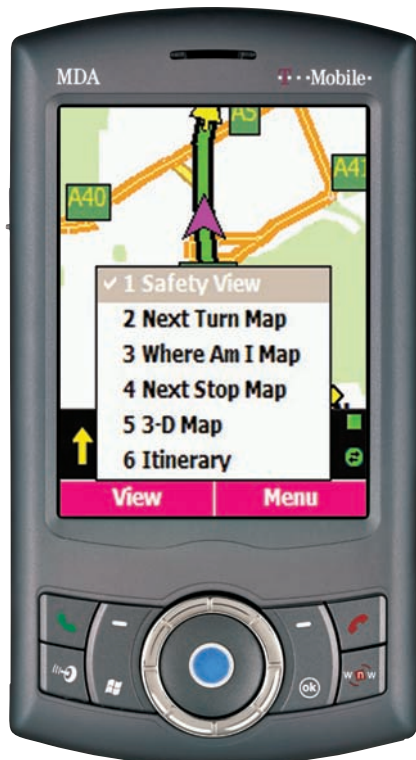 MDA
T··Mobile·
A5
A40
A41
✓ 1 Safety View
2 Next Turn Map
3 Where Am I Map
4 Next Stop Map
5 3-D Map
6 Itinerary
View Menu
ok
w n w